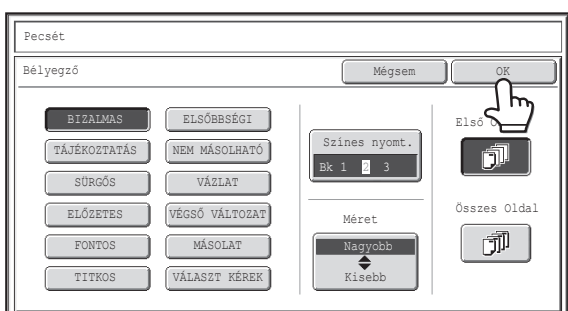 Pecsét
Bélyegző
Mégsem
OK
BIZALMAS
ELSŐBBSÉGI
TÁJÉKOZTATÁS
NEM MÁSOLHATÓ
SÜRGŐS
VÁZLAT
ELŐZETES
VÉGSŐ VÁLTOZAT
FONTOS
MÁSOLAT
TITKOS
VÁLASZT KÉREK
Színes nyomt.
Bk 1 2 3
Méret
Nagyobb
Kisebb
Első
Összes Oldal